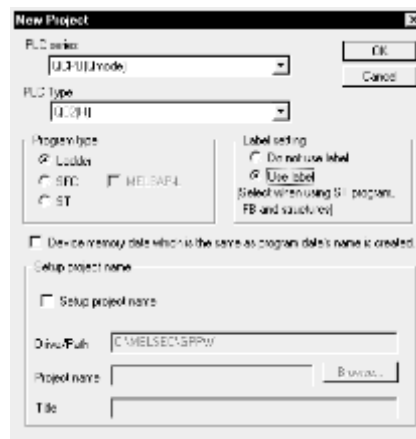 New Project
PLC series
OK
QCPU(Qmode)
Cancel
PLC Type
Q02(H)
Program type
Label setting
Ladder
Do not use label
SFC
MELSAP-L
Use label
ST
(Select when using ST program,
FB and structures)
Device memory data which is the same as program data's name is created.
Setup project name
Setup project name
Drive/Path
C:\MELSEC\GPPW
Project name
Browse...
Title